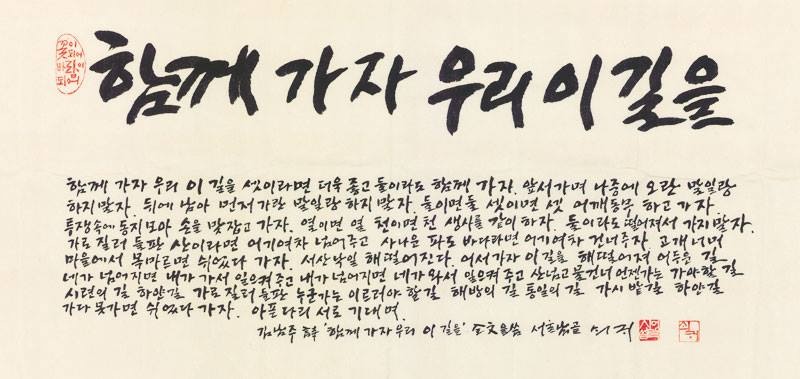 꽃이
되어
바람이
되어
함께 가자 우리 이 길을
함께 가자 우리 이 길을 셋이라면 더욱 좋고 둘이라도 함께 가자. 앞서가며 나중에 오란 말일랑
하지말자. 뒤에 남아 먼저 가란 말일랑 하지말자. 둘이면 둘 셋이면 셋 어깨동무 하고 가자.
투쟁속에 동지모아 손을 맞잡고 가자. 열이면 열 천이면 천 생사를 같이 하자. 둘이라도 떨어져서 가지말자.
가로질러 들판 산이라면 어기여차 넘어주고 사나운 파도 바다라면 어기여차 건너주자 고개너머
마을에서 목마르면 쉬었다 가자. 서산낙일 해 떨어진다. 어서가자 이 길을 해 떨어져 어두운 길
네가 넘어지면 내가 가서 일으켜주고 내가 넘어지면 네가 와서 일으켜주고 산넘고 물건너 언젠가는 가야할 길
시련의 길 하얀길 가로질러 들판 누군가는 이르러야 할 길 해방의 길 통일의 길 가시밭길 하얀길
가다 못가면 쉬었다 가자. 아픈 다리 서로 기대며.
김남주 詩 '함께 가자 우리 이 길을' 全文을 씀